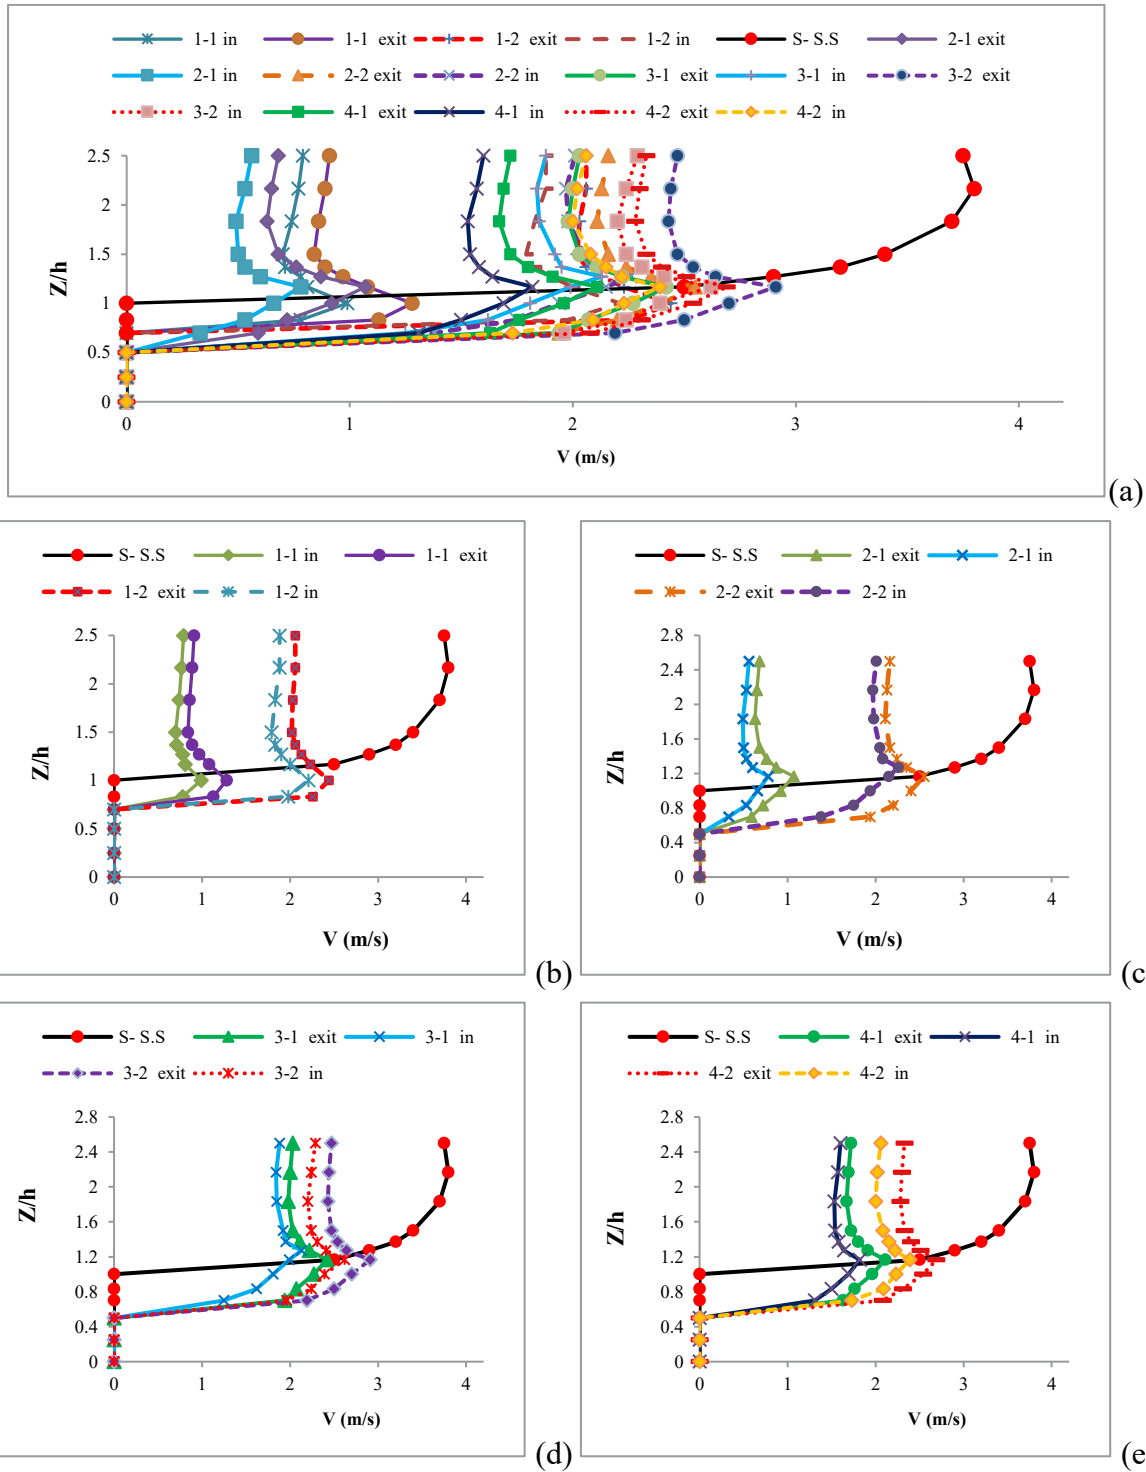 1-1 in 1-1 exit 1-2 exit 1-2 in S- S.S 2-1 exit
2-1 in 2-2 exit 2-2 in 3-1 exit 3-1 in 3-2 exit
3-2 in 4-1 exit 4-1 in 4-2 exit 4-2 in
2.5
2
1.5
1
0.5
0
Z/h
0 1 2 3 4
V (m/s)
(a)
S- S.S 1-1 in 1-1 exit
1-2 exit 1-2 in
2.5
2
1.5
1
0.5
0
Z/h
0 1 2 3 4
V (m/s)
(b)
S- S.S 2-1 exit 2-1 in
2-2 exit 2-2 in
2.8
2.4
2
1.6
1.2
0.8
0.4
0
Z/h
0 1 2 3 4
V (m/s)
(c
S- S.S 3-1 exit 3-1 in
3-2 exit 3-2 in
2.8
2.4
2
1.6
1.2
0.8
0.4
0
Z/h
0 1 2 3 4
V (m/s)
(d)
S- S.S 4-1 exit 4-1 in
4-2 exit 4-2 in
2.8
2.4
2
1.6
1.2
0.8
0.4
0
Z/h
0 1 2 3 4
V (m/s)
(e